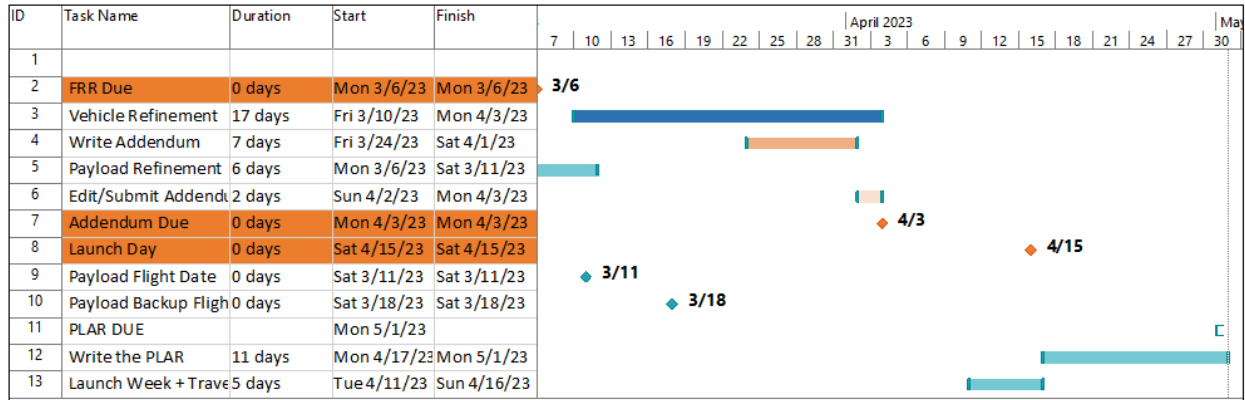 ID Task Name Duration Start Finish April 2023 May
7 10 13 16 19 22 25 28 31 3 6 9 12 15 18 21 24 27 30
1
2 FRR Due 0 days Mon 3/6/23 Mon 3/6/23 3/6
3 Vehicle Refinement 17 days Fri 3/10/23 Mon 4/3/23
4 Write Addendum 7 days Fri 3/24/23 Sat 4/1/23
5 Payload Refinement 6 days Mon 3/6/23 Sat 3/11/23
6 Edit/Submit Addendu 2 days Sun 4/2/23 Mon 4/3/23
7 Addendum Due 0 days Mon 4/3/23 Mon 4/3/23 4/3
8 Launch Day 0 days Sat 4/15/23 Sat 4/15/23 4/15
9 Payload Flight Date 0 days Sat 3/11/23 Sat 3/11/23 3/11
10 Payload Backup Fligh 0 days Sat 3/18/23 Sat 3/18/23 3/18
11 PLAR DUE Mon 5/1/23
12 Write the PLAR 11 days Mon 4/17/23 Mon 5/1/23
13 Launch Week + Trave 5 days Tue 4/11/23 Sun 4/16/23